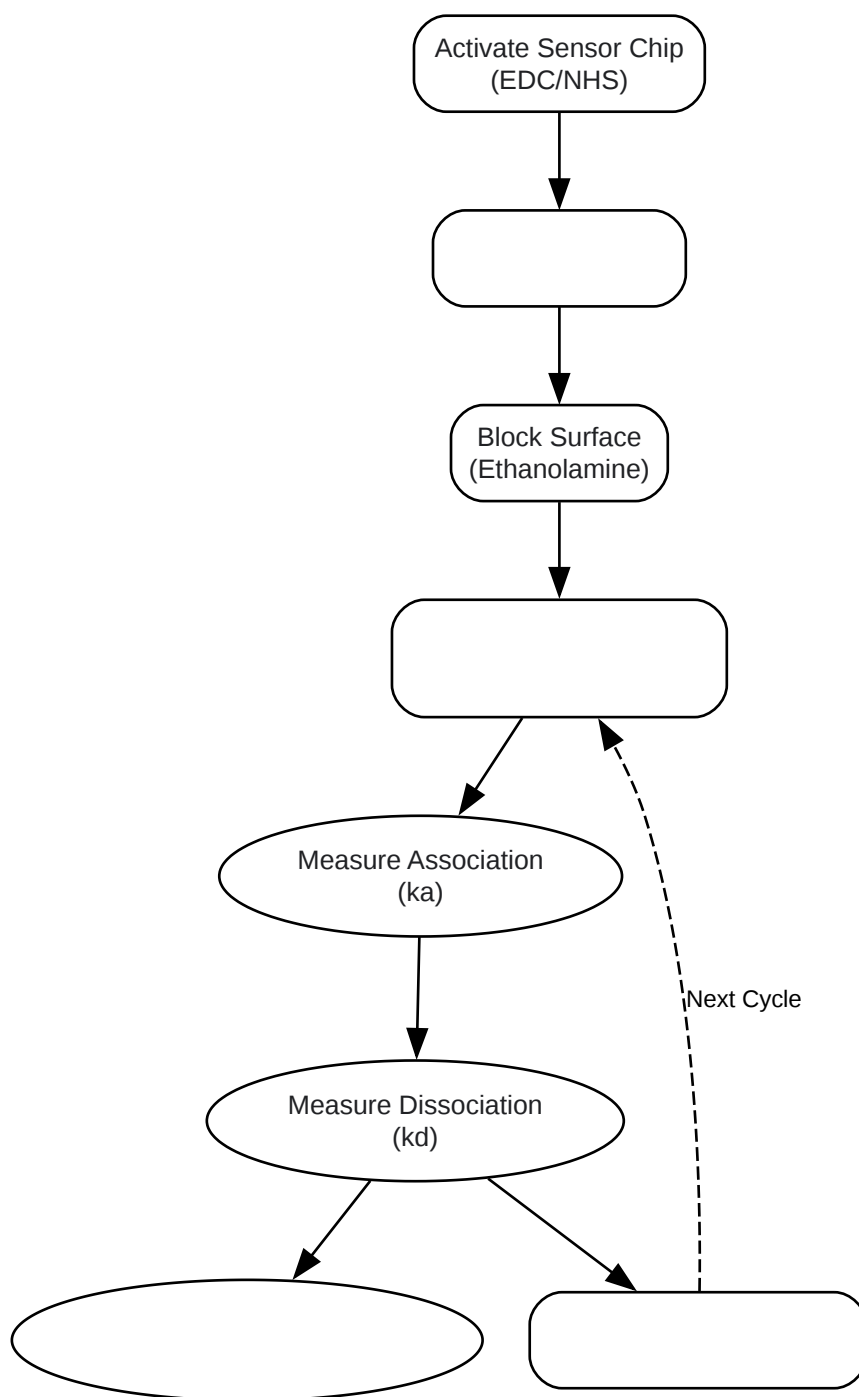 Activate Sensor Chip
(EDC/NHS)
Block Surface
(Ethanolamine)
Measure Association
(ka)
Next Cycle
Measure Dissociation
(kd)